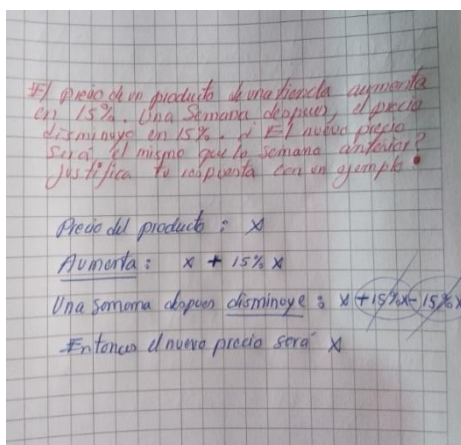 El precio de un producto de una tienda aumenta
en 15%. Una Semana despues, el precio
disminuye en 15%. ¿ El nuevo precio
será el mismo que la semana anterior?
Justifica tu respuesta con un ejemplo.
Precio del producto : x
Aumenta : x + 15% x
Una semana despues disminuye : x + 15%x - 15% x
Entonces el nuevo precio será x